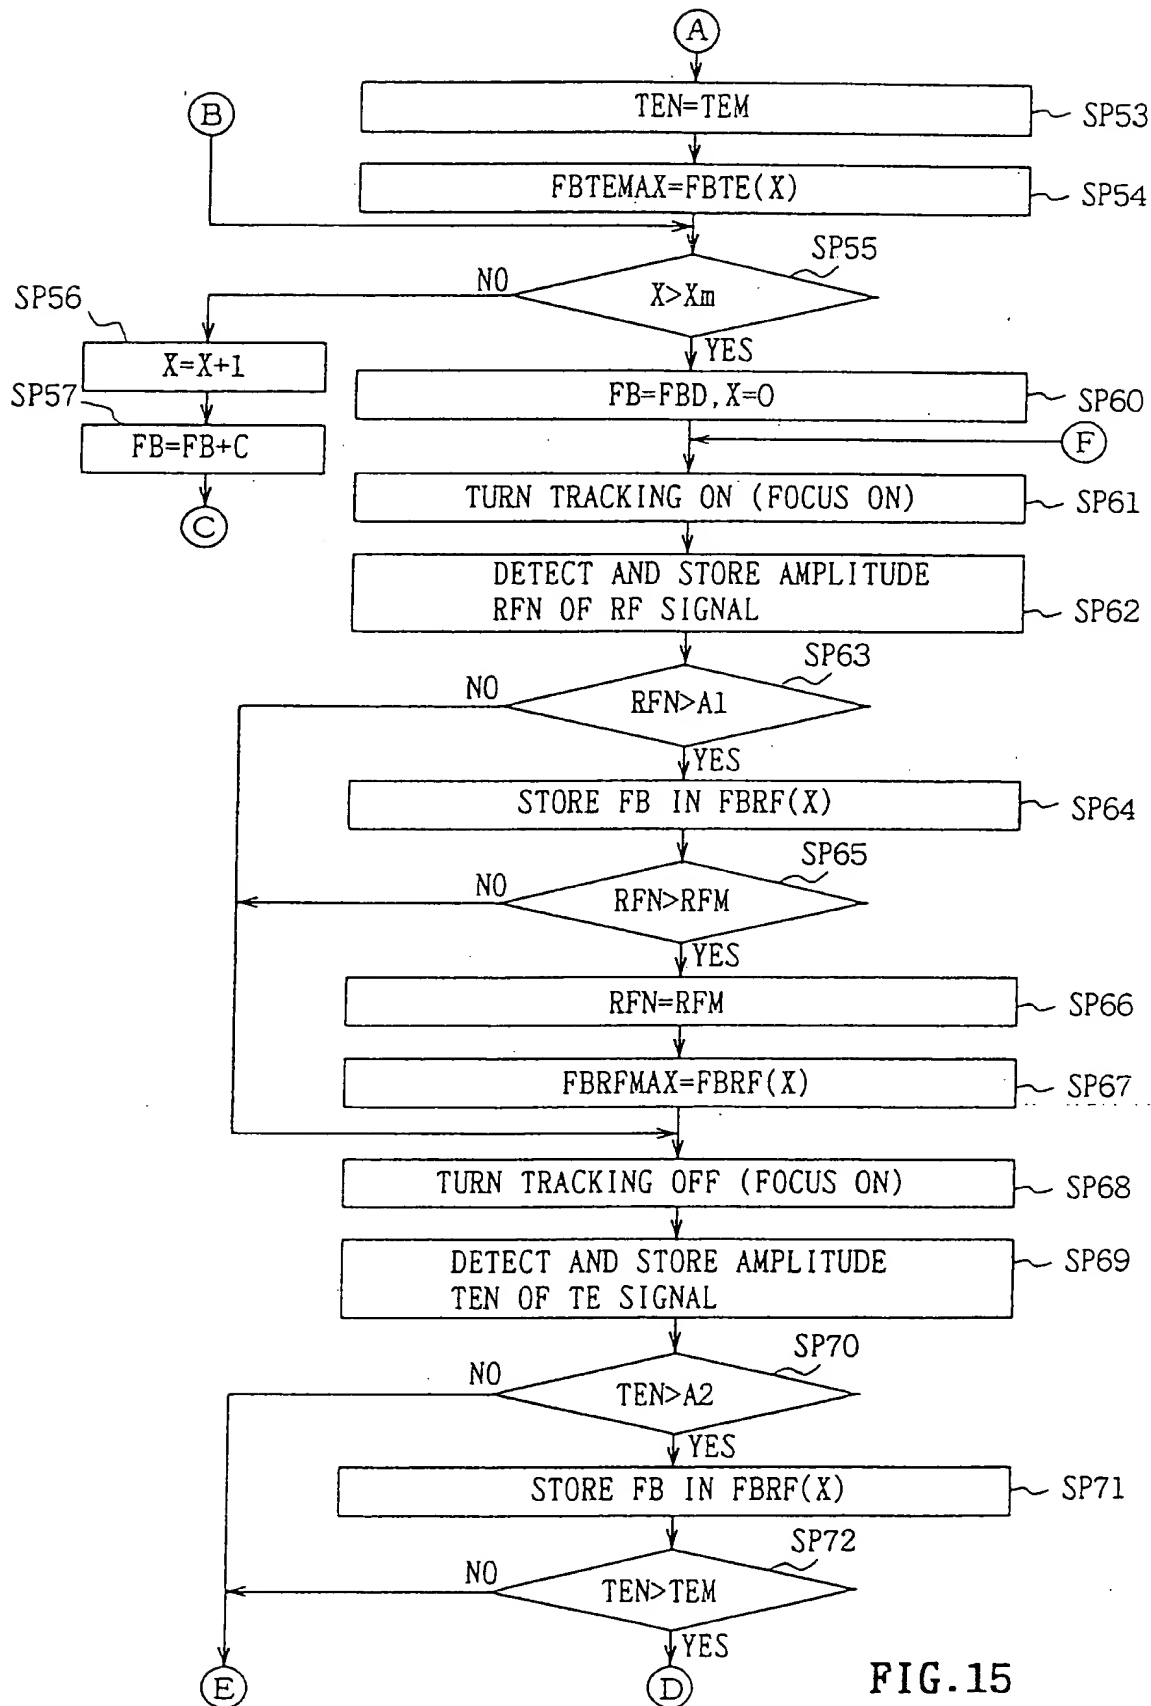 A
TEN=TEM
SP53
B
FBTEMAX=FBTE(X)
SP54
SP55
NO
X>Xm
SP56
YES
X=X+1
FB=FBD,X=0
SP60
SP57
FB=FB+C
F
C
TURN TRACKING ON (FOCUS ON)
SP61
DETECT AND STORE AMPLITUDE
RFN OF RF SIGNAL
SP62
SP63
NO
RFN>A1
YES
STORE FB IN FBRF(X)
SP64
SP65
NO
RFN>RFM
YES
RFN=RFM
SP66
FBRFMAX=FBRF(X)
SP67
TURN TRACKING OFF (FOCUS ON)
SP68
DETECT AND STORE AMPLITUDE
TEN OF TE SIGNAL
SP69
SP70
NO
TEN>A2
YES
STORE FB IN FBRF(X)
SP71
SP72
NO
TEN>TEM
YES
E
D
FIG.15